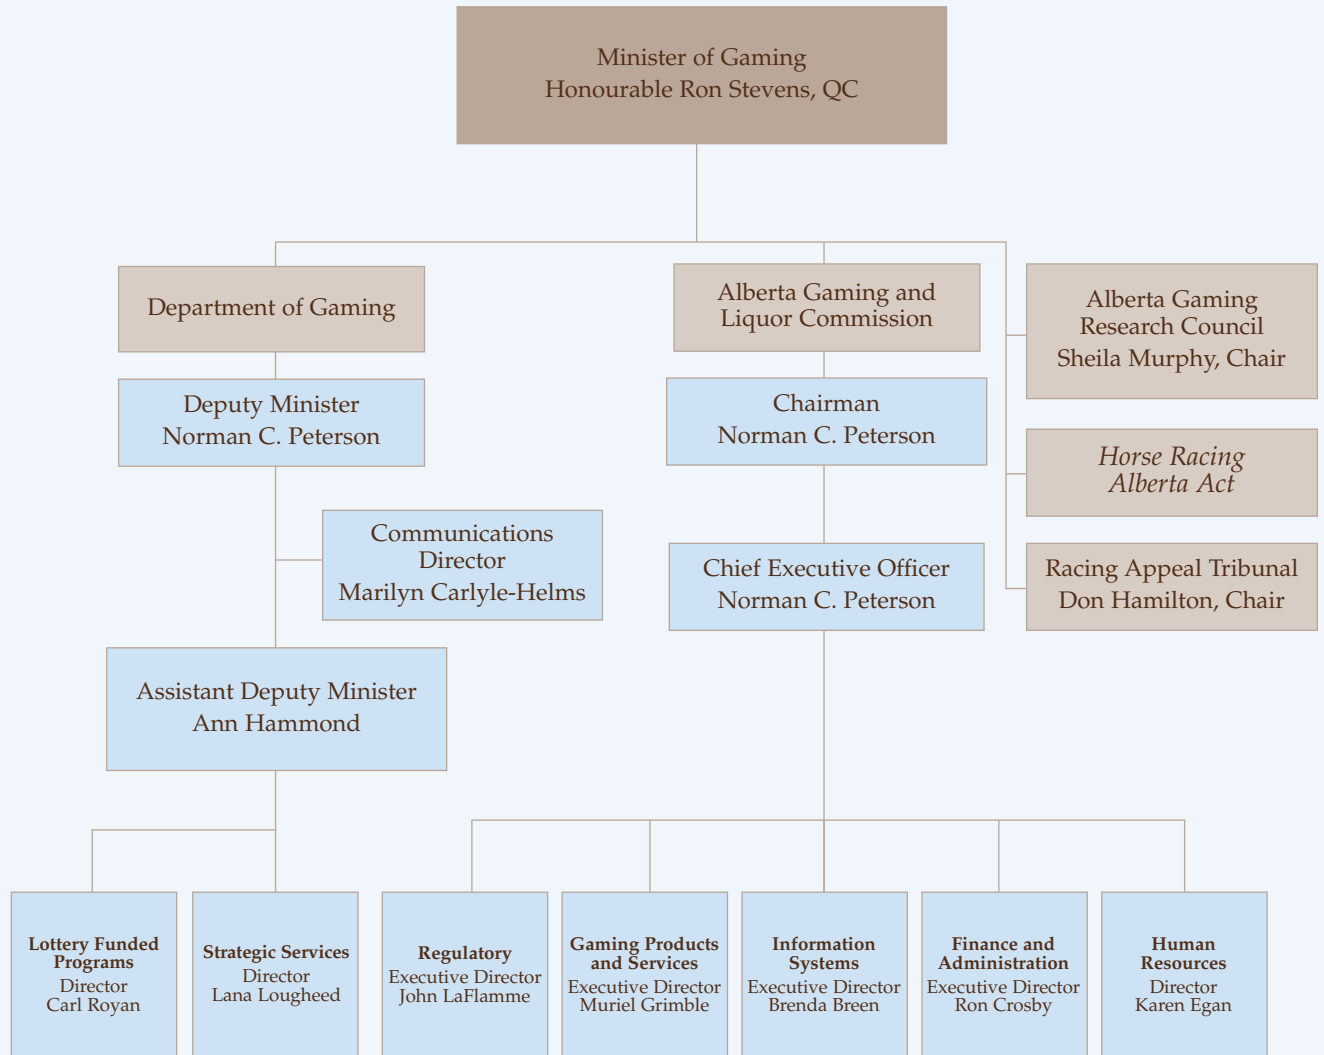 Minister of Gaming
Honourable Ron Stevens, QC
Department of Gaming
Alberta Gaming and
Liquor Commission
Alberta Gaming
Research Council
Sheila Murphy, Chair
Deputy Minister
Norman C. Peterson
Chairman
Norman C. Peterson
Horse Racing
Alberta Act
Communications
Director
Marilyn Carlyle-Helms
Chief Executive Officer
Norman C. Peterson
Racing Appeal Tribunal
Don Hamilton, Chair
Assistant Deputy Minister
Ann Hammond
Lottery Funded
Programs
Director
Carl Royan
Strategic Services
Director
Lana Lougheed
Regulatory
Executive Director
John LaFlamme
Gaming Products
and Services
Executive Director
Muriel Grimble
Information
Systems
Executive Director
Brenda Breen
Finance and
Administration
Executive Director
Ron Crosby
Human
Resources
Director
Karen Egan